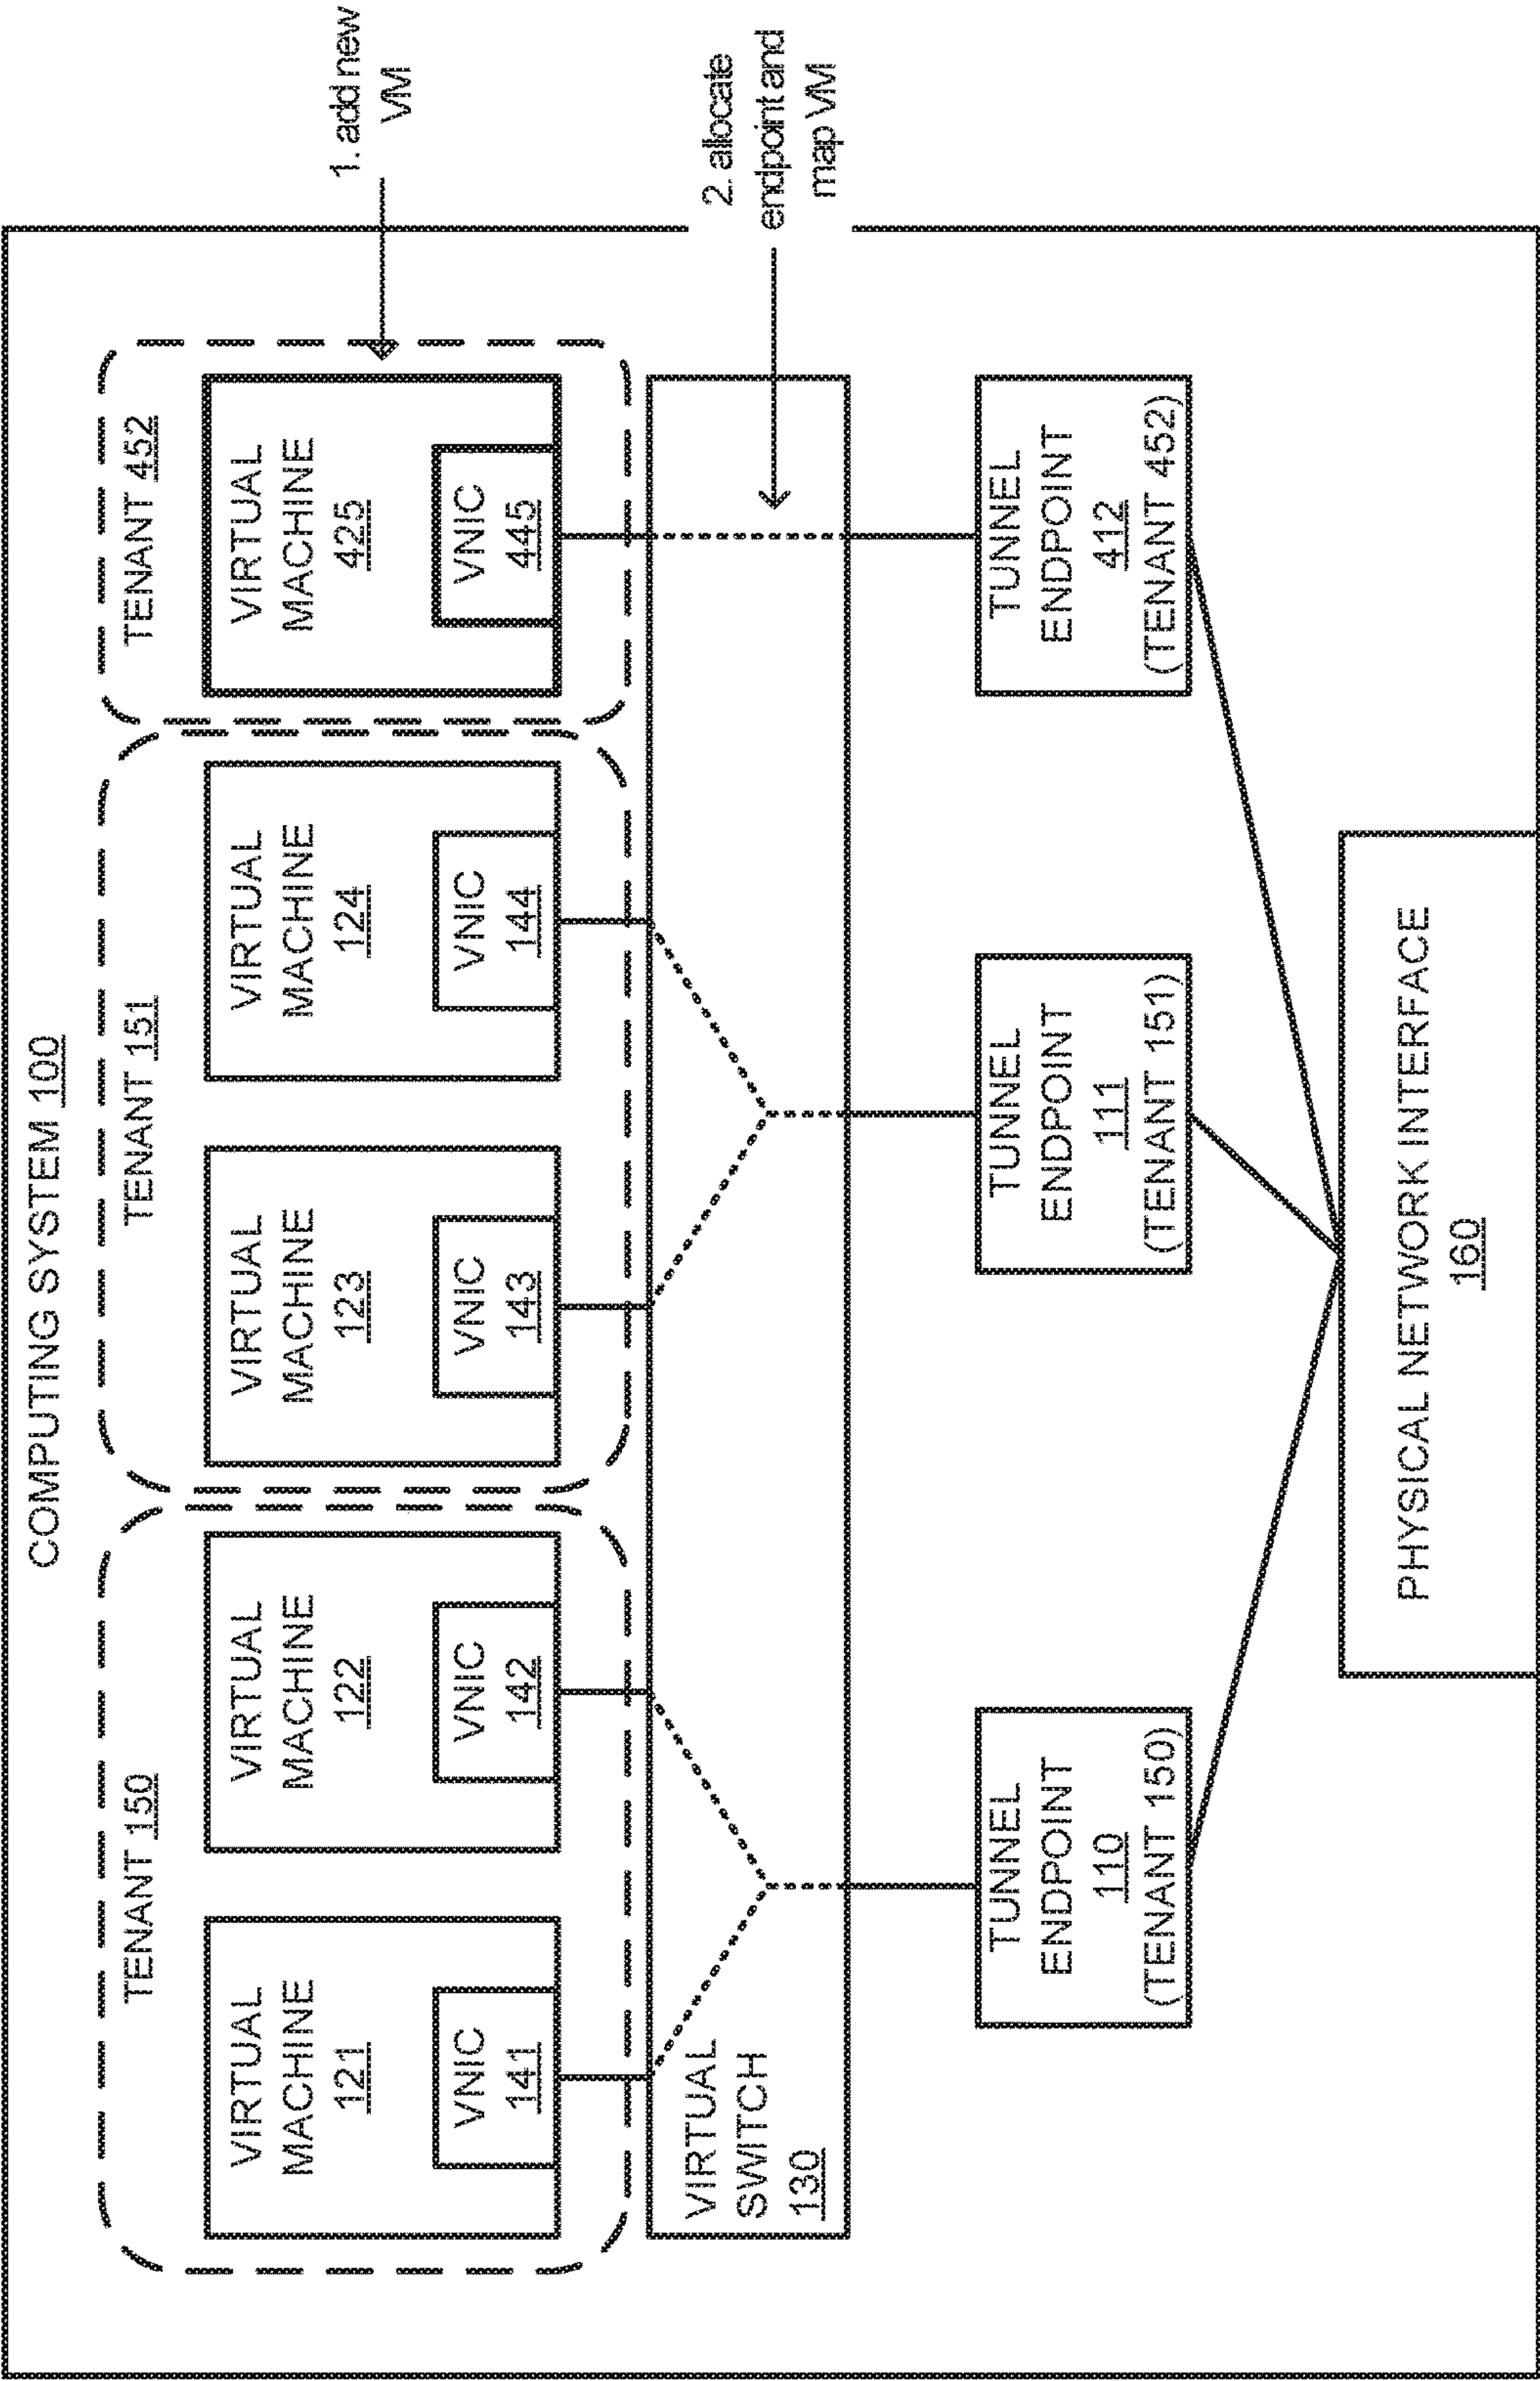 COMPUTING SYSTEM 100
TENANT 150
TENANT 151
TENANT 452
VIRTUAL
MACHINE
121
VNIC
141
VIRTUAL
MACHINE
122
VNIC
142
VIRTUAL
MACHINE
123
VNIC
143
VIRTUAL
MACHINE
124
VNIC
144
VIRTUAL
MACHINE
425
VNIC
445
1. add new
VM
VIRTUAL
SWITCH
130
2. allocate
endpoint and
map VM
TUNNEL
ENDPOINT
110
(TENANT 150)
TUNNEL
ENDPOINT
111
(TENANT 151)
TUNNEL
ENDPOINT
412
(TENANT 452)
PHYSICAL NETWORK INTERFACE
160